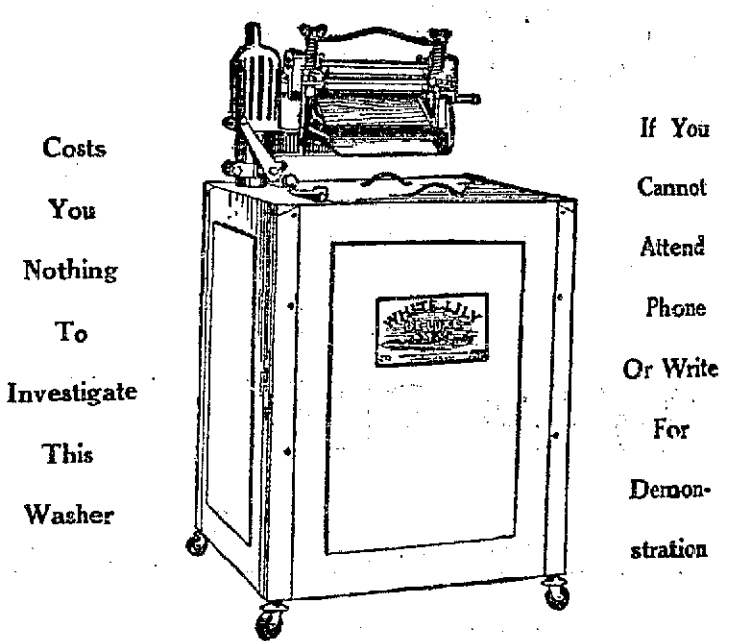 Costs
You
Nothing
To
Investigate
This
Washer
WHITE LILY
DELUXE
If You
Cannot
Attend
Phone
Or Write
For
Demon-
stration